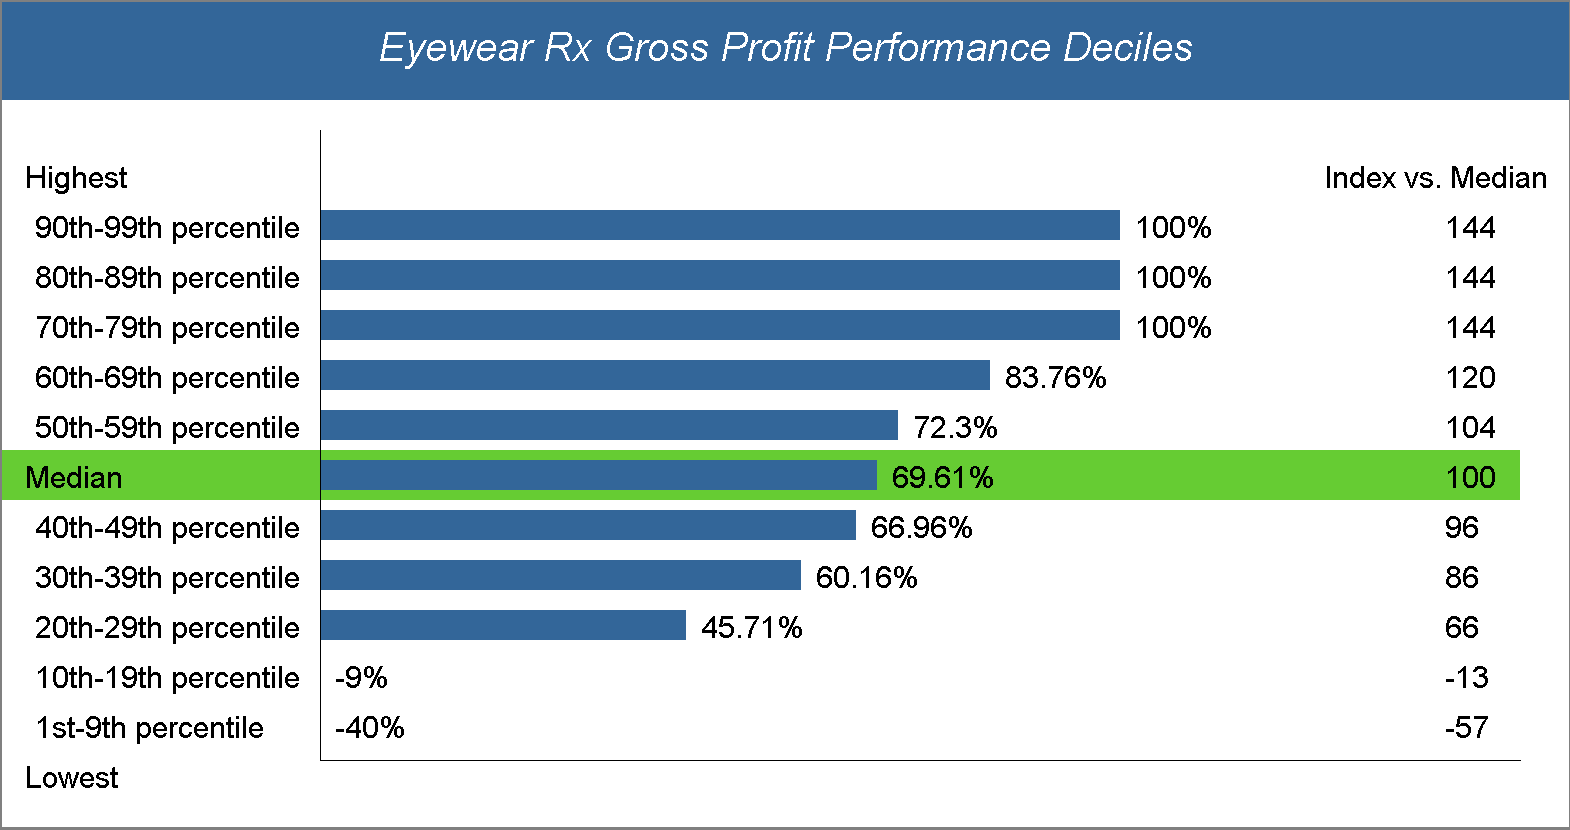 Eyewear Rx Gross Profit Performance Deciles
Highest Index vs. Median
90th-99th percentile 100% 144
80th-89th percentile 100% 144
70th-79th percentile 100% 144
60th-69th percentile 83.76% 120
50th-59th percentile 72.3% 104
Median 69.61% 100
40th-49th percentile 66.96% 96
30th-39th percentile 60.16% 86
20th-29th percentile 45.71% 66
10th-19th percentile -9% -13
1st-9th percentile -40% -57
Lowest